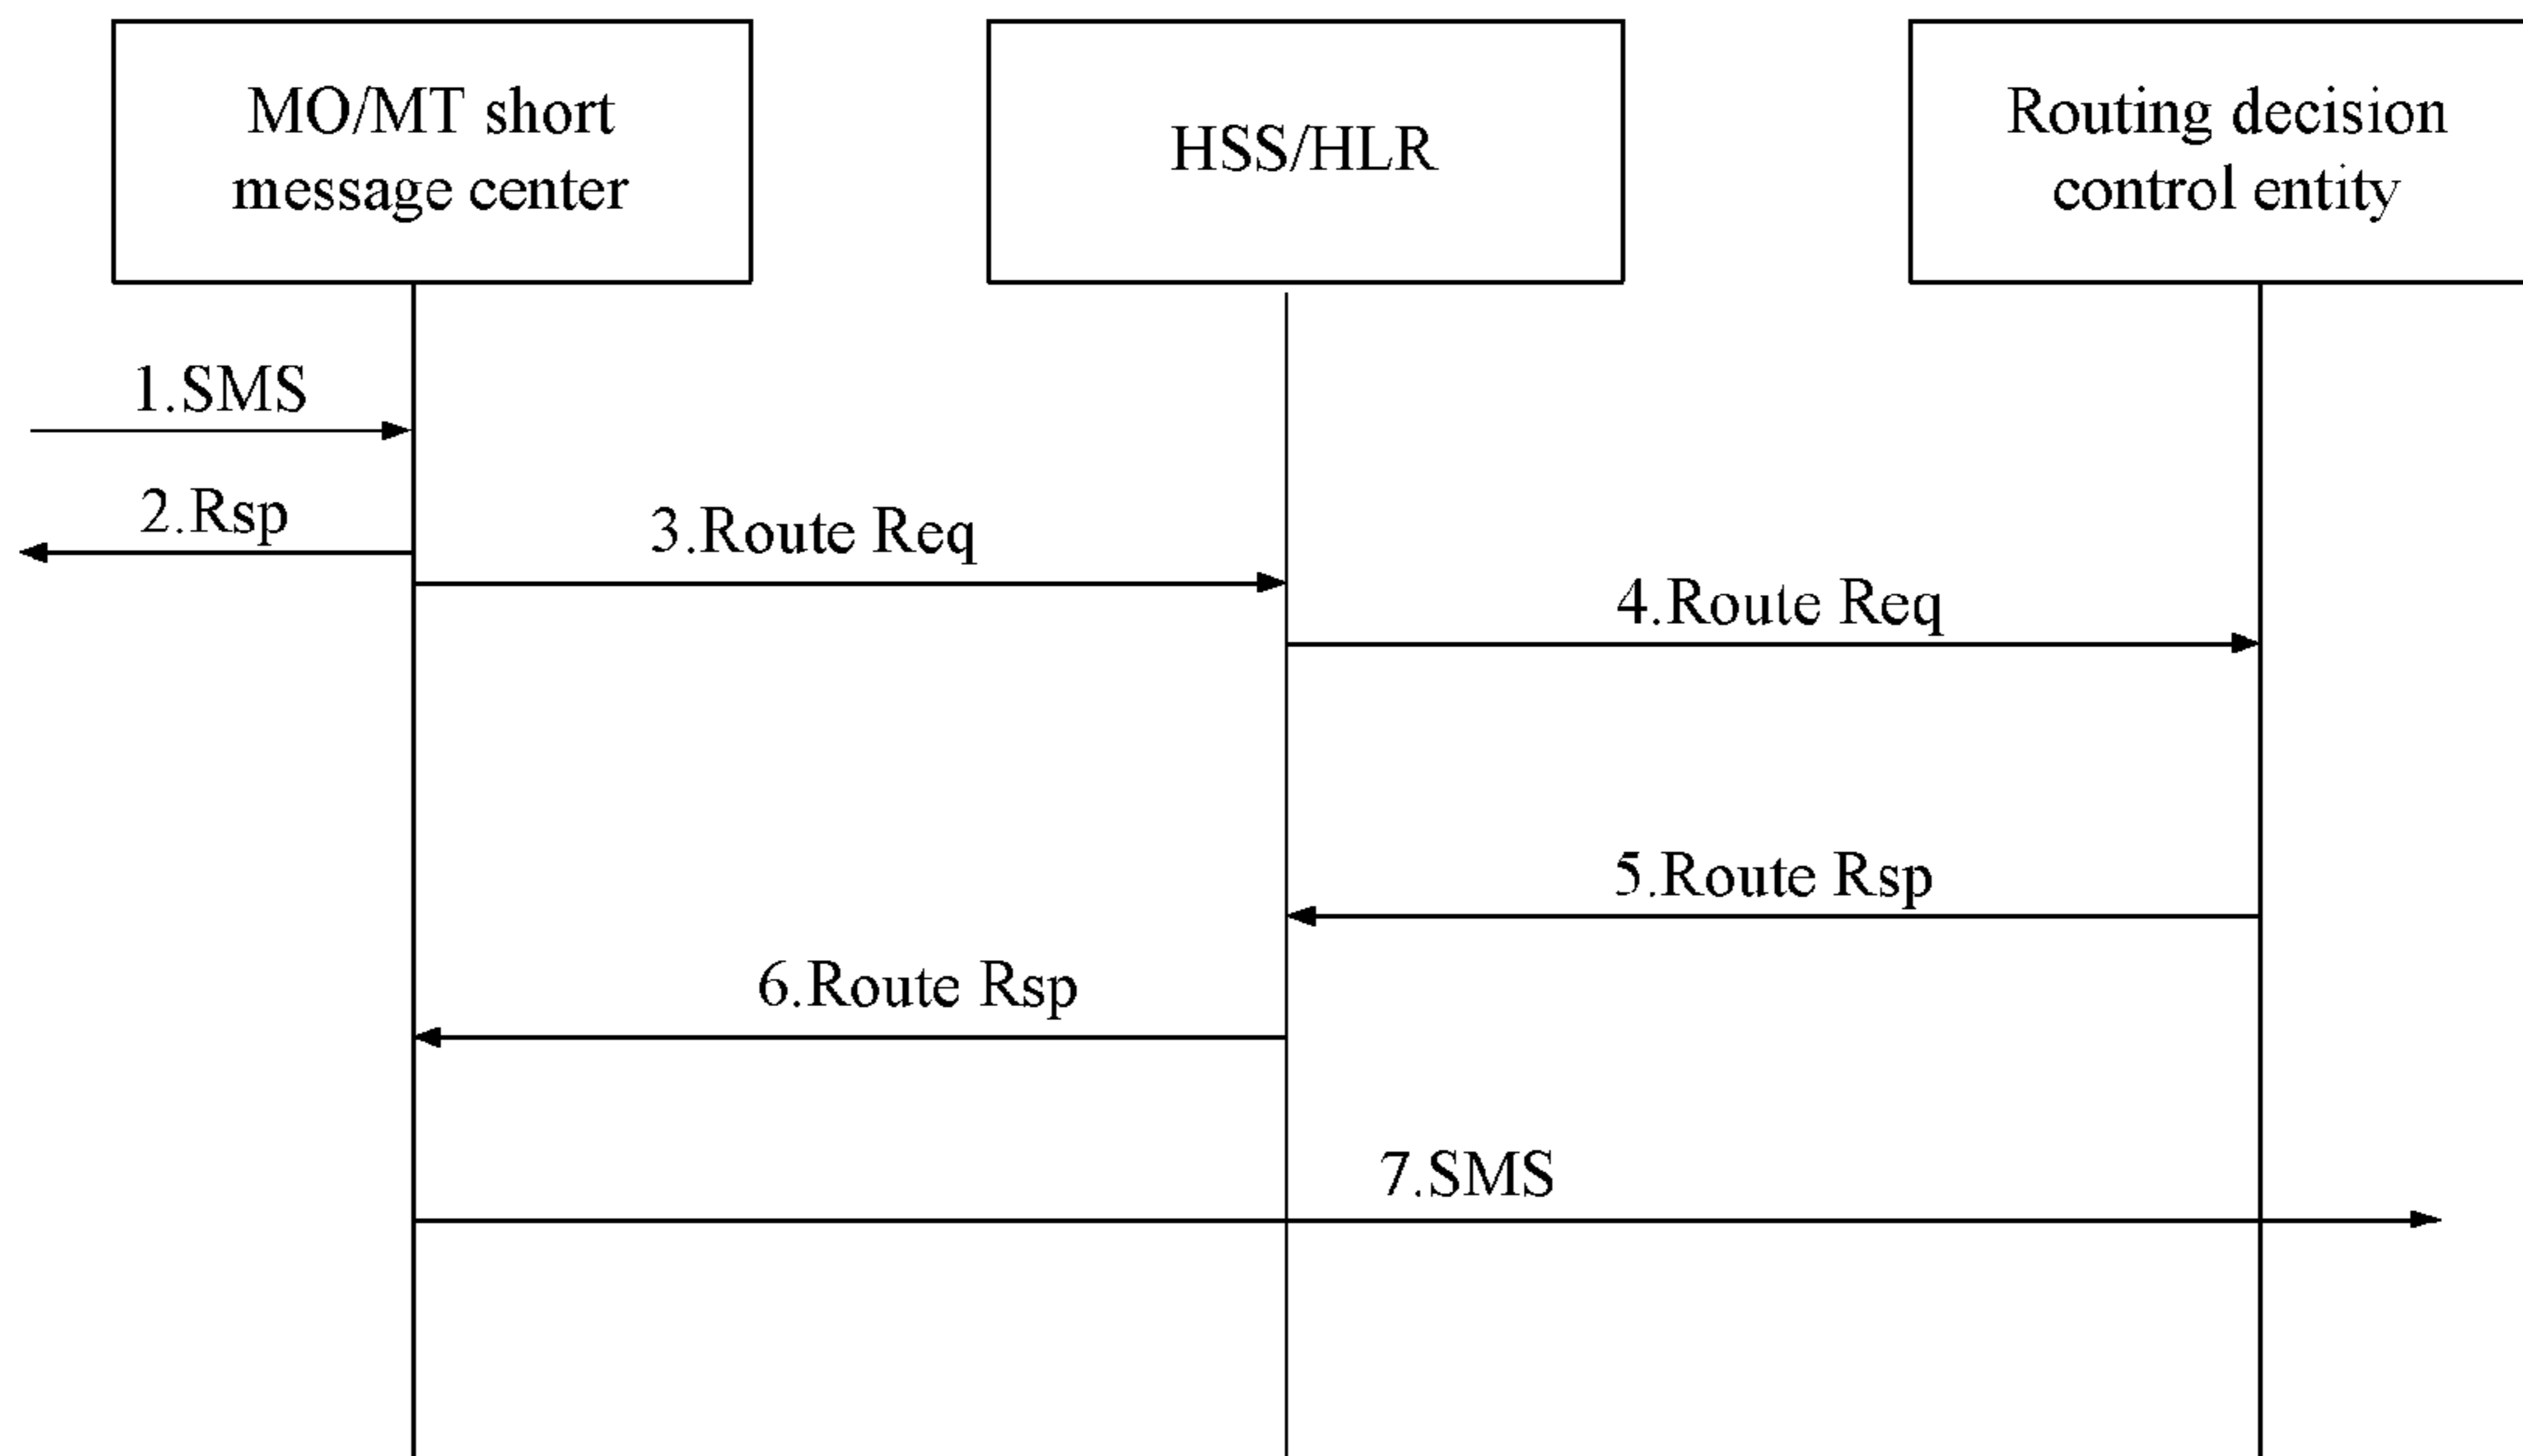 MO/MT short
message center
HSS/HLR
Routing decision
control entity
1.SMS
2.Rsp
3.Route Req
4.Route Req
5.Route Rsp
6.Route Rsp
7.SMS